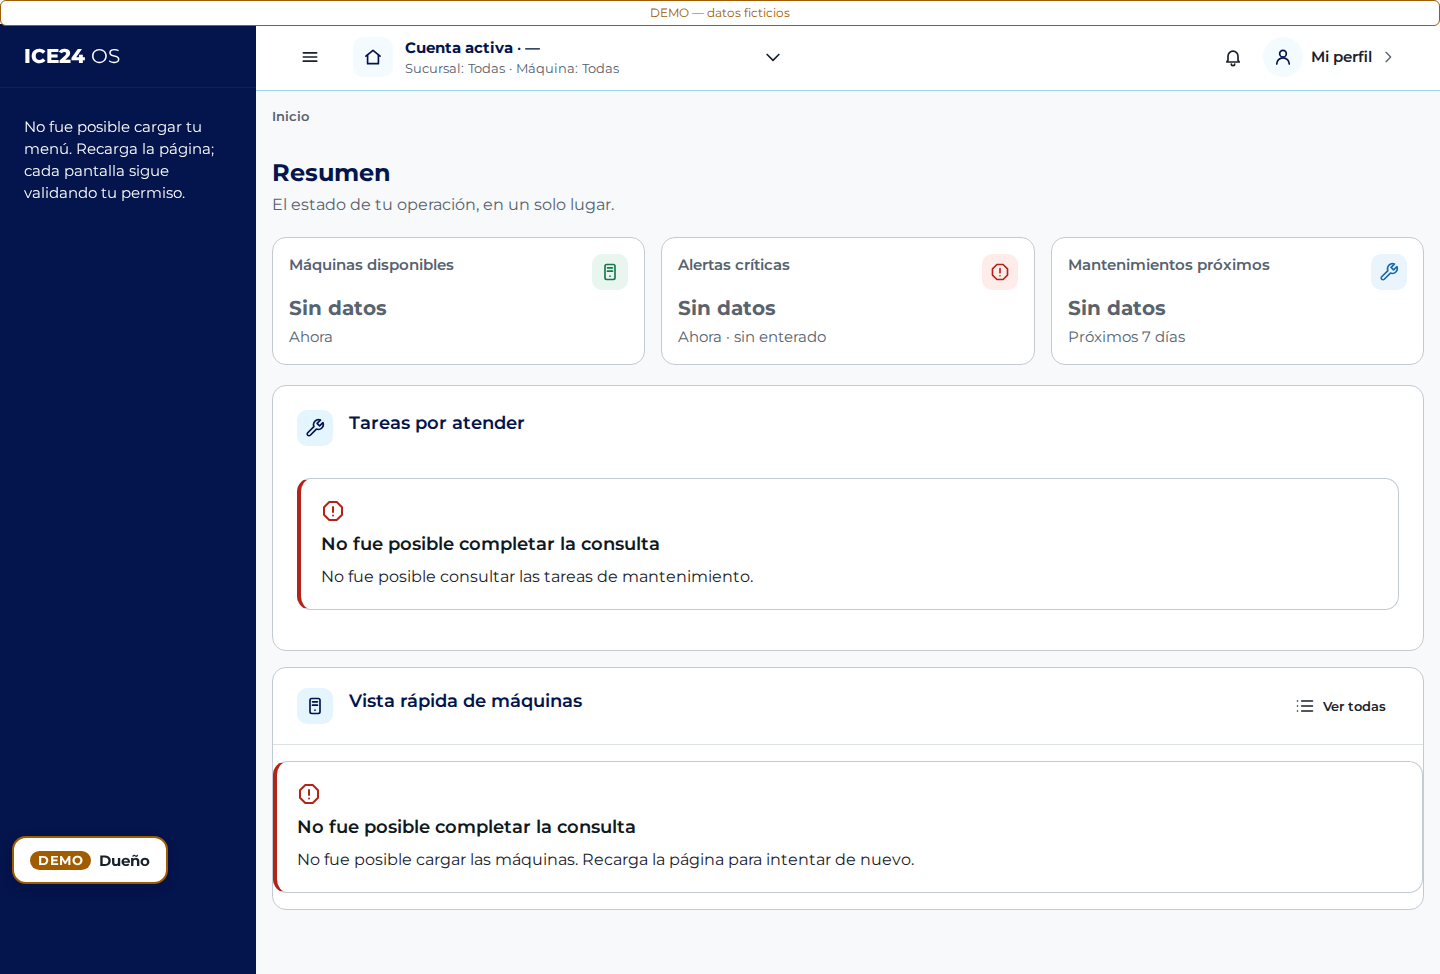 DEMO — datos ficticios
ICE24 OS
Cuenta activa · —
Sucursal: Todas · Máquina: Todas
Mi perfil
No fue posible cargar tu
menú. Recarga la página;
cada pantalla sigue
validando tu permiso.
Inicio
Resumen
El estado de tu operación, en un solo lugar.
Máquinas disponibles
Sin datos
Ahora
Alertas críticas
Sin datos
Ahora · sin enterado
Mantenimientos próximos
Sin datos
Próximos 7 días
Tareas por atender
No fue posible completar la consulta
No fue posible consultar las tareas de mantenimiento.
Vista rápida de máquinas
Ver todas
No fue posible completar la consulta
No fue posible cargar las máquinas. Recarga la página para intentar de nuevo.
DEMO Dueño